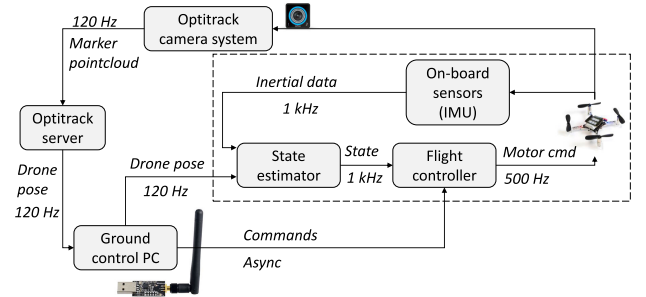 120 Hz
Marker
pointcloud
Optitrack
camera system
Inertial data
1 kHz
On-board
sensors
(IMU)
Optitrack
server
Drone
pose
120 Hz
Drone pose
120 Hz
State
estimator
State
1 kHz
Flight
controller
Motor cmd
500 Hz
Ground
control PC
Commands
Async